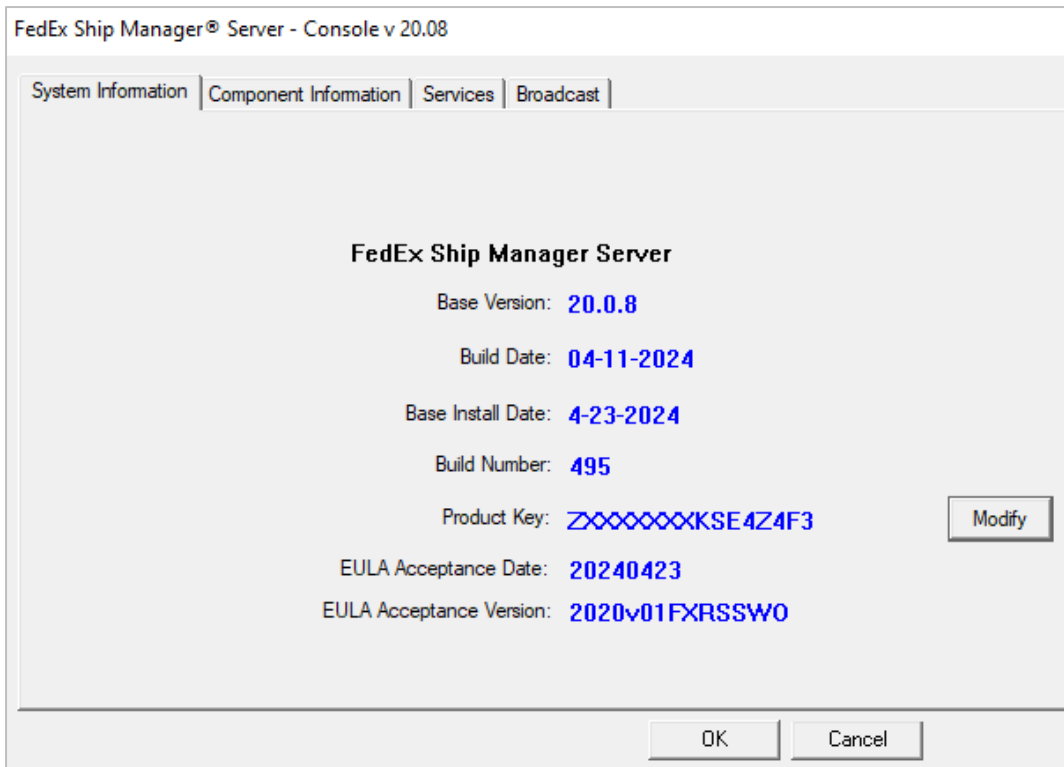 FedEx Ship Manager® Server - Console v 20.08
System Information Component Information Services Broadcast
FedEx Ship Manager Server
Base Version: 20.0.8
Build Date: 04-11-2024
Base Install Date: 4-23-2024
Build Number: 495
Product Key: ZXXXXXXXKSE4Z4F3 Modify
EULA Acceptance Date: 20240423
EULA Acceptance Version: 2020v01FXRSSWO
OK Cancel